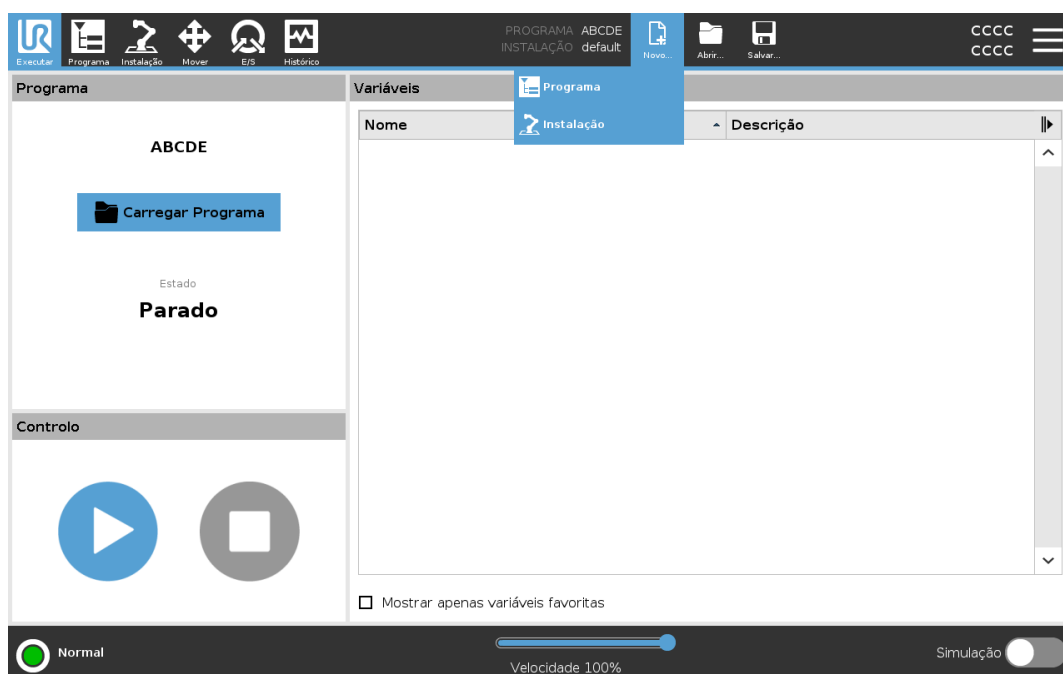 PROGRAMA ABCDE
INSTALAÇÃO default
CCCC
CCCC
Executar Programa Instalação Mover E/S Histórico Novo... Abrir... Salvar...
Programa
Variáveis
Programa
Instalação
Nome
Descrição
ABCDE
Carregar Programa
Estado
Parado
Controlo
Mostrar apenas variáveis favoritas
Normal
Velocidade 100%
Simulação